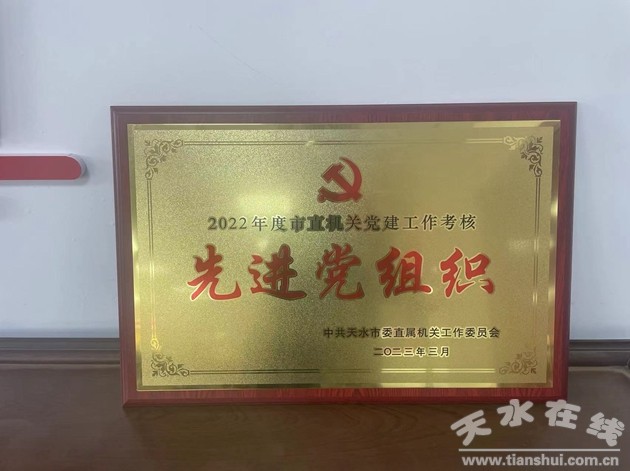 2022年度市直机关党建工作考核
先进党组织
中共天水市委直属机关工作委员会
二〇二三年三月
天水在线
www.tianshui.com.cn